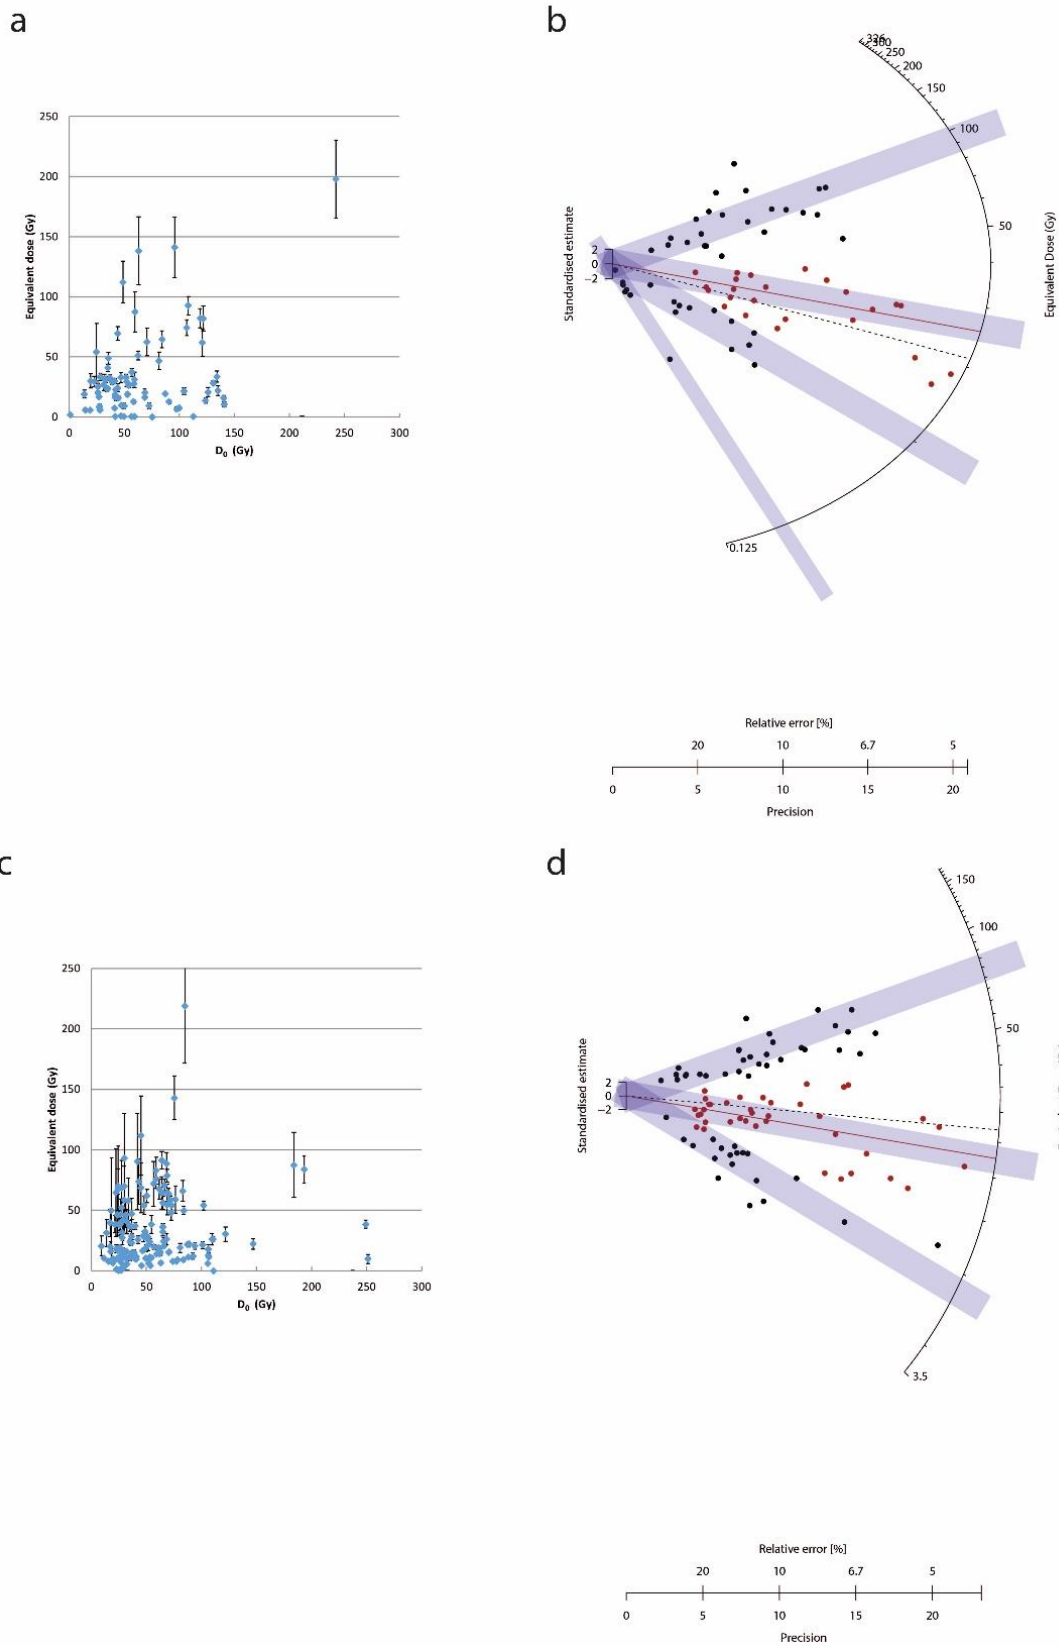 a
250
200
150
100
50
0
Equivalent dose (Gy)
0 50 100 150 200 250 300
D0 (Gy)
b
326
300
250
200
150
100
50
0.125
Equivalent Dose (Gy)
Standardised estimate
2
0
−2
Relative error [%]
20 10 6.7 5
0 5 10 15 20
Precision
c
250
200
150
100
50
0
Equivalent dose (Gy)
0 50 100 150 200 250 300
D0 (Gy)
d
150
100
50
3.5
Standardised estimate
2
0
−2
Relative error [%]
20 10 6.7 5
0 5 10 15 20
Precision